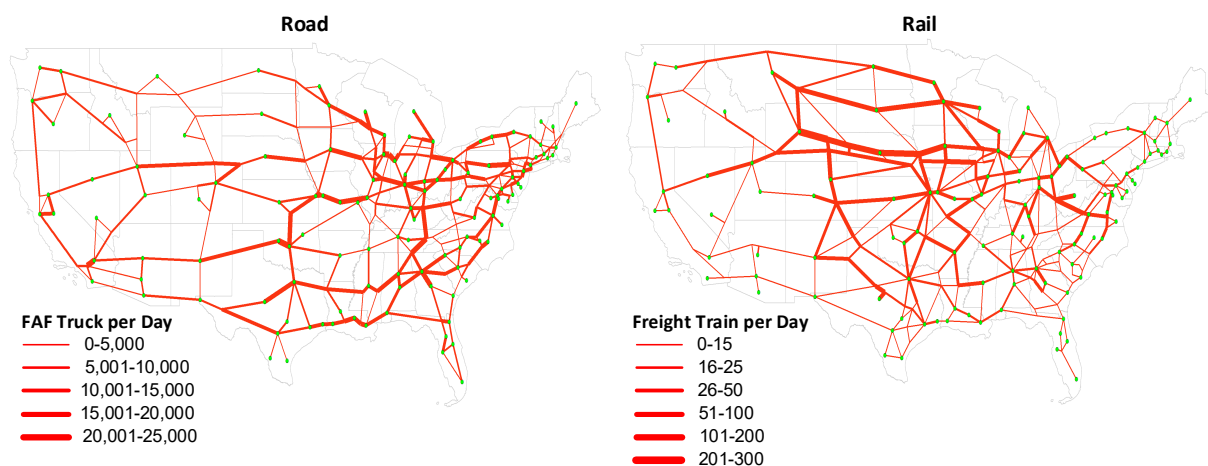 Road
FAF Truck per Day
0-5,000
5,001-10,000
10,001-15,000
15,001-20,000
20,001-25,000
Rail
Freight Train per Day
0-15
16-25
26-50
51-100
101-200
201-300